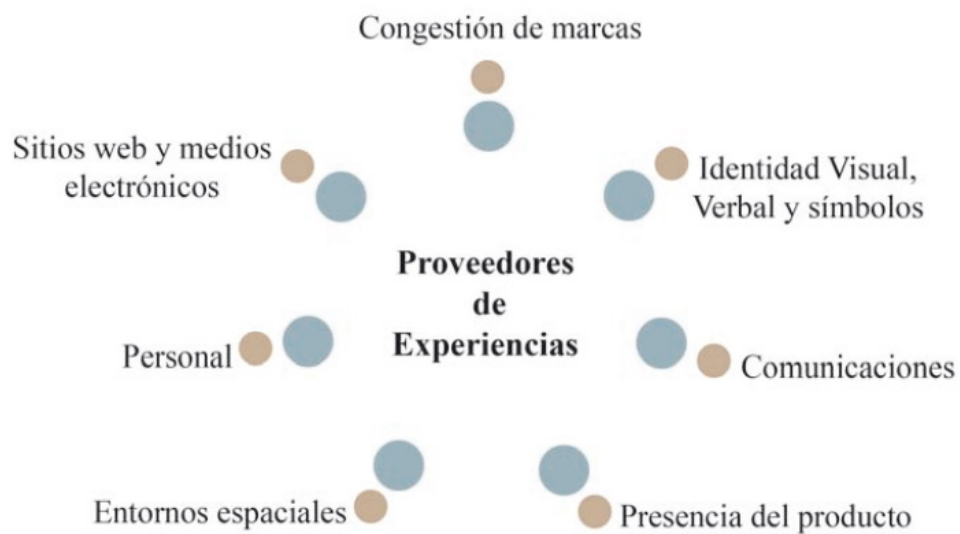 Congestión de marcas
Sitios web y medios
electrónicos
Identidad Visual,
Verbal y símbolos
Proveedores
de
Experiencias
Personal
Comunicaciones
Entornos espaciales
Presencia del producto